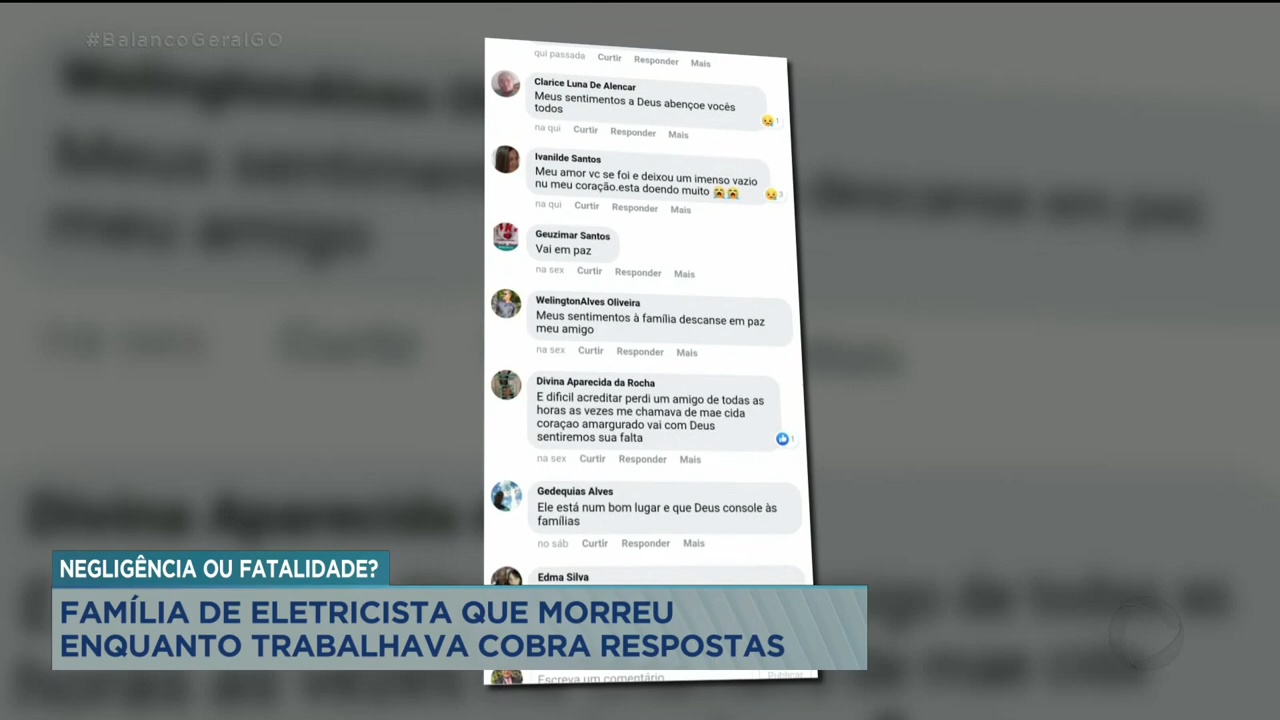 #BalancoGeralGO
qui passada Curtir Responder Mais
Clarice Luna De Alencar
Meus sentimentos a Deus abençoe vocês
todos
1
na qui Curtir Responder Mais
Ivanilde Santos
Meu amor vc se foi e deixou um imenso vazio
nu meu coração.esta doendo muito 😭😭
3
na qui Curtir Responder Mais
Geuzimar Santos
Vai em paz
na sex Curtir Responder Mais
WelingtonAlves Oliveira
Meus sentimentos à família descanse em paz
meu amigo
na sex Curtir Responder Mais
Divina Aparecida da Rocha
E dificil acreditar perdi um amigo de todas as
horas as vezes me chamava de mae cida
coraçao amargurado vai com Deus
sentiremos sua falta
1
na sex Curtir Responder Mais
Gedequias Alves
Ele está num bom lugar e que Deus console às
famílias
no sáb Curtir Responder Mais
Edma Silva
NEGLIGÊNCIA OU FATALIDADE?
FAMÍLIA DE ELETRICISTA QUE MORREU
ENQUANTO TRABALHAVA COBRA RESPOSTAS
Escreva um comentário
Publicar